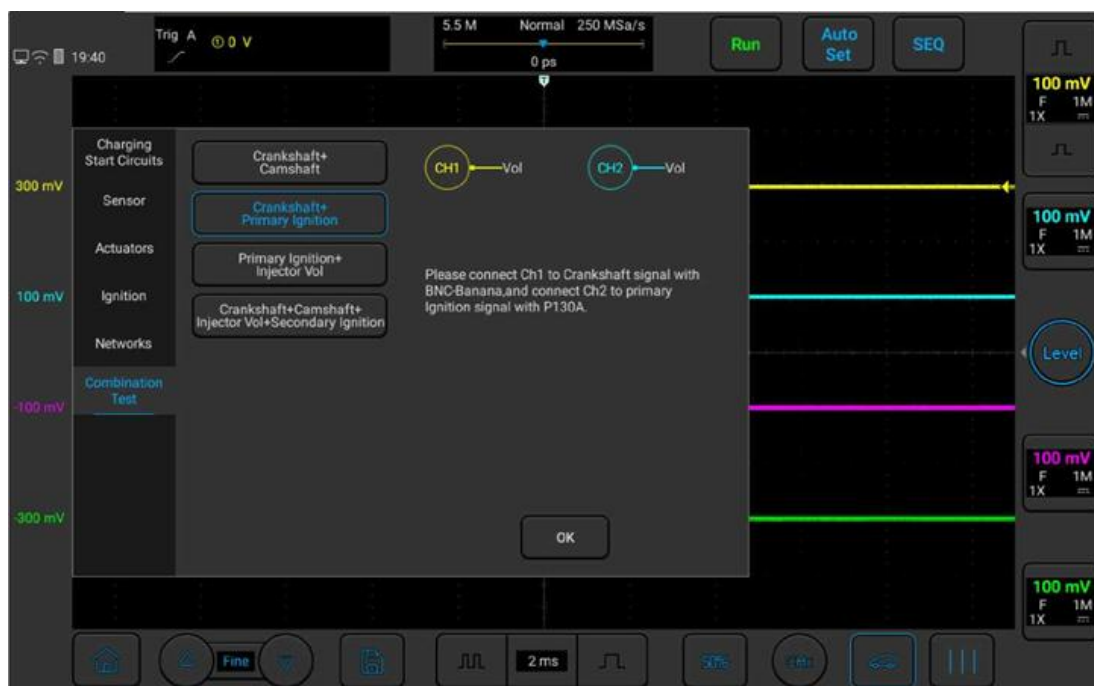 19:40
Trig A
① 0 V
5.5 M Normal 250 MSa/s
0 ps
T
Run
Auto
Set
SEQ
Charging
Start Circuits
Sensor
Actuators
Ignition
Networks
Combination
Test
Crankshaft+
Camshaft
Crankshaft+
Primary Ignition
Primary Ignition+
Injector Vol
Crankshaft+Camshaft+
Injector Vol+Secondary Ignition
CH1 Vol
CH2 Vol
Please connect Ch1 to Crankshaft signal with
BNC-Banana,and connect Ch2 to primary
Ignition signal with P130A.
OK
300 mV
100 mV
-100 mV
-300 mV
100 mV
F 1M
1X
100 mV
F 1M
1X
Level
100 mV
F 1M
1X
100 mV
F 1M
1X
Fine
2 ms
50%